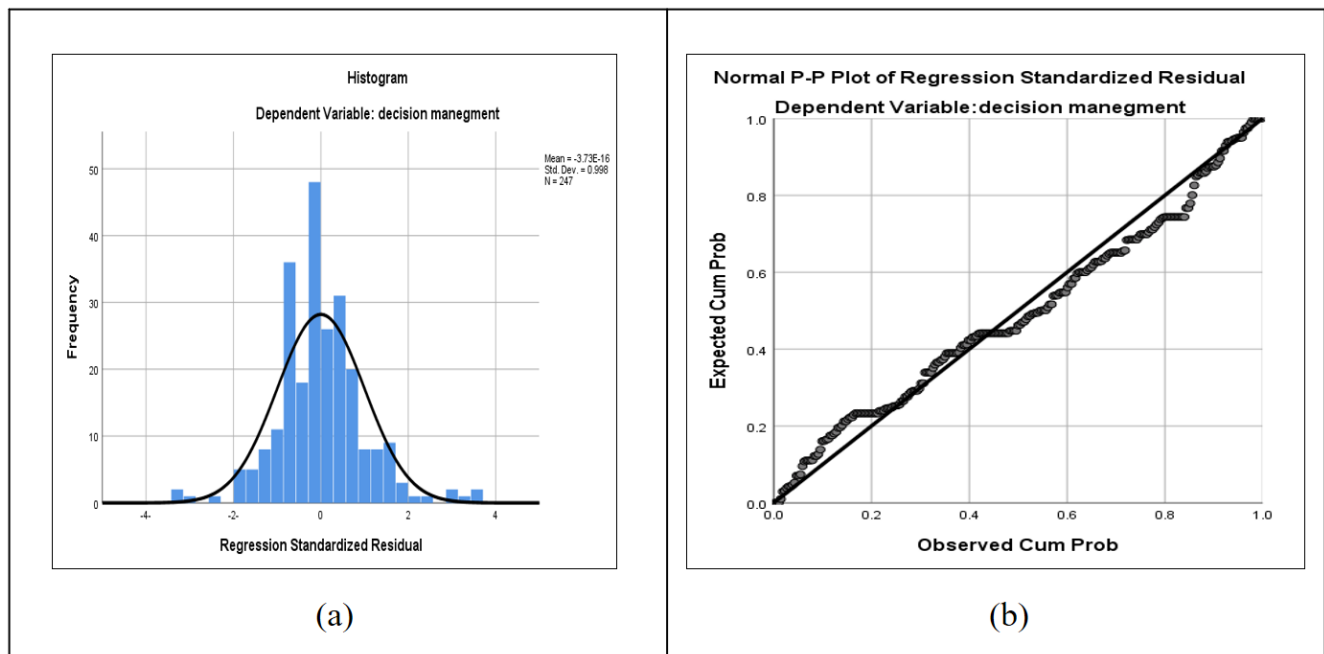 Histogram
Dependent Variable: decision manegment
Mean = -3.73E-16
Std. Dev. = 0.998
N = 247
50
40
30
20
10
0
Frequency
-4- -2- 0 2 4
Regression Standardized Residual
(a)
Normal P-P Plot of Regression Standardized Residual
Dependent Variable:decision manegment
1.0
0.8
0.6
0.4
0.2
0.0
Expected Cum Prob
0.0 0.2 0.4 0.6 0.8 1.0
Observed Cum Prob
(b)